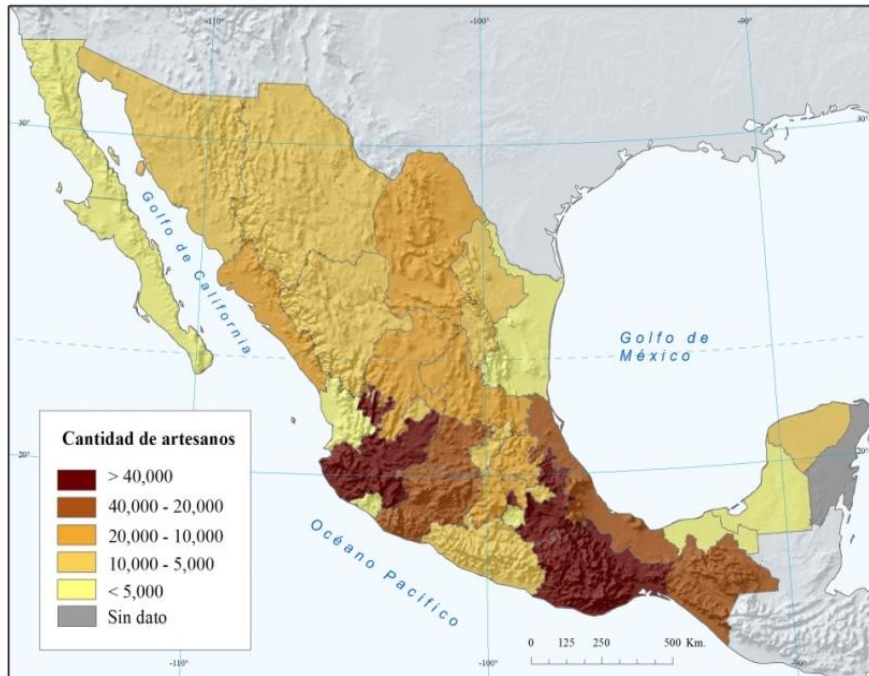 -110°
-100°
-90°
30°
30°
Golfo de California
Golfo de
México
20°
20°
Cantidad de artesanos
> 40,000
40,000 - 20,000
20,000 - 10,000
10,000 - 5,000
< 5,000
Sin dato
Océano Pacífico
0 125 250 500 Km.
-110°
-100°
-90°